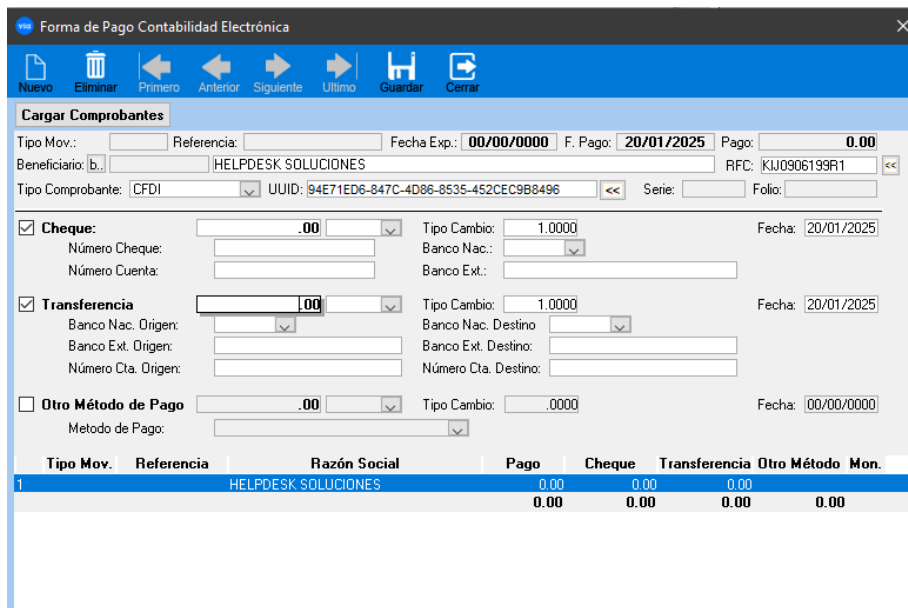 via Forma de Pago Contabilidad Electrónica
Nuevo Eliminar Primero Anterior Siguiente Ultimo Guardar Cerrar
Cargar Comprobantes
Tipo Mov.: Referencia: Fecha Exp.: 00/00/0000 F. Pago: 20/01/2025 Pago: 0.00
Beneficiario: b.. HELPDESK SOLUCIONES RFC: KIJ0906199R1 <<
Tipo Comprobante: CFDI UUID: 94E71ED6-847C-4D86-8535-452CEC9B8496 << Serie: Folio:
Cheque: .00 Tipo Cambio: 1.0000 Fecha: 20/01/2025
Número Cheque: Banco Nac.:
Número Cuenta: Banco Ext.:
Transferencia .00 Tipo Cambio: 1.0000 Fecha: 20/01/2025
Banco Nac. Origen: Banco Nac. Destino
Banco Ext. Origen: Banco Ext. Destino:
Número Cta. Origen: Número Cta. Destino:
Otro Método de Pago .00 Tipo Cambio: .0000 Fecha: 00/00/0000
Metodo de Pago:
Tipo Mov. Referencia Razón Social Pago Cheque Transferencia Otro Método Mon.
1 HELPDESK SOLUCIONES 0.00 0.00 0.00
0.00 0.00 0.00 0.00